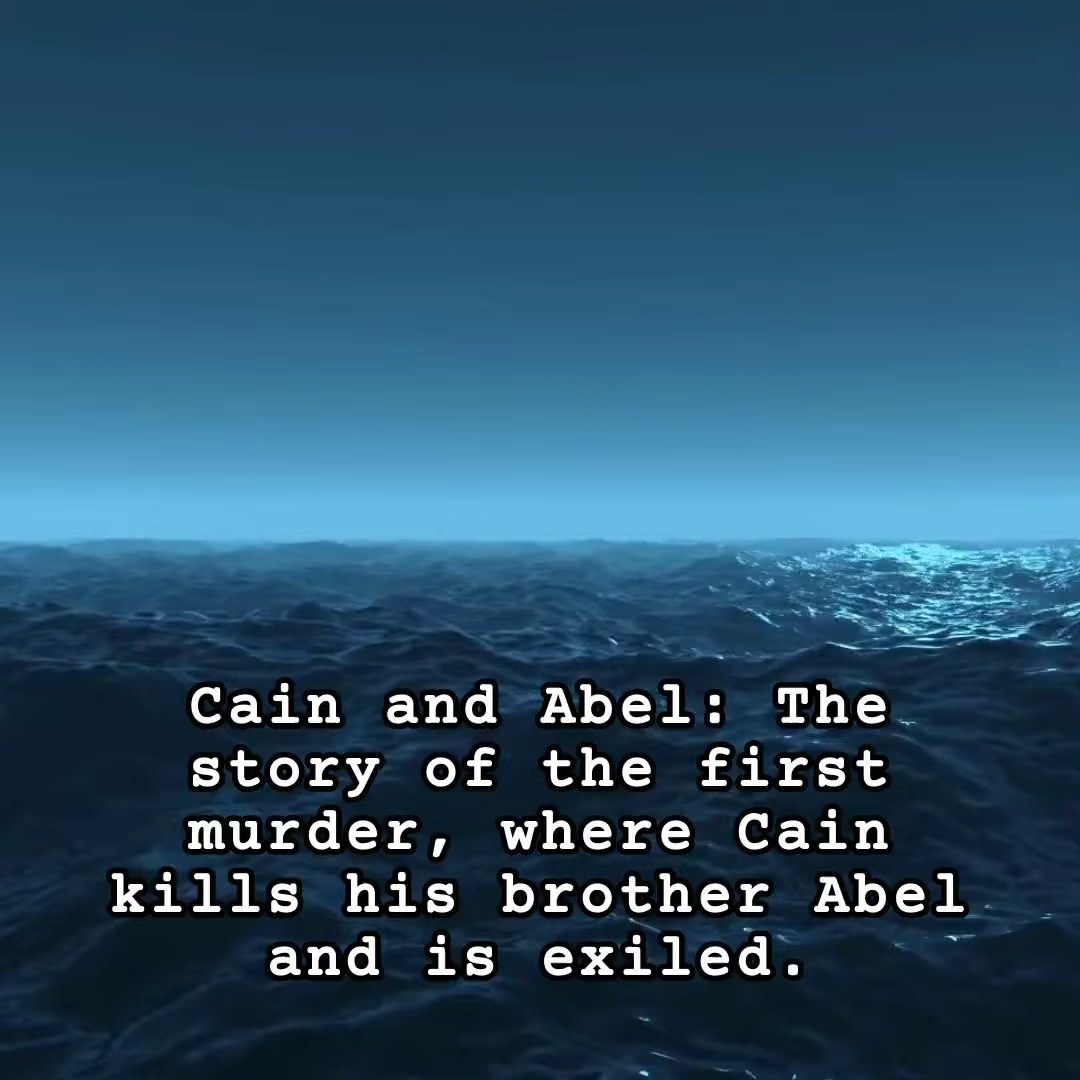 Cain and Abel: The
story of the first
murder, where Cain
kills his brother Abel
and is exiled.